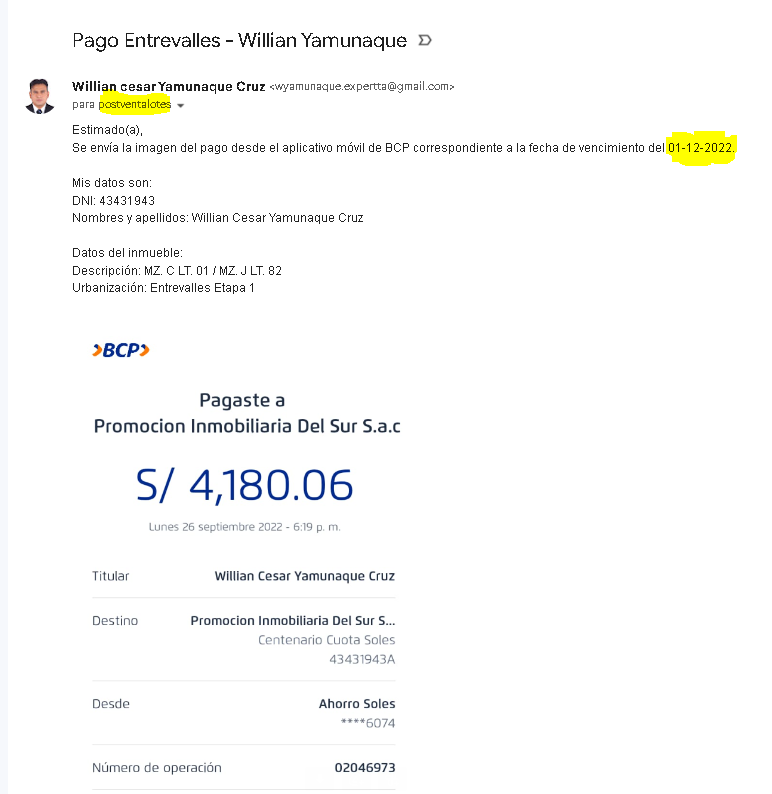 Pago Entrevalles - Willian Yamunaque
Willian cesar Yamunaque Cruz <wyamunaque.expertta@gmail.com>
para postventalotes
Estimado(a),
Se envía la imagen del pago desde el aplicativo móvil de BCP correspondiente a la fecha de vencimiento del 01-12-2022.
Mis datos son:
DNI: 43431943
Nombres y apellidos: Willian Cesar Yamunaque Cruz
Datos del inmueble:
Descripción: MZ. C LT. 01 / MZ. J LT. 82
Urbanización: Entrevalles Etapa 1
BCP
Pagaste a
Promocion Inmobiliaria Del Sur S.a.c
S/ 4,180.06
Lunes 26 septiembre 2022 - 6:19 p. m.
Titular Willian Cesar Yamunaque Cruz
Destino Promocion Inmobiliaria Del Sur S...
Centenario Cuota Soles
43431943A
Desde Ahorro Soles
****6074
Número de operación 02046973